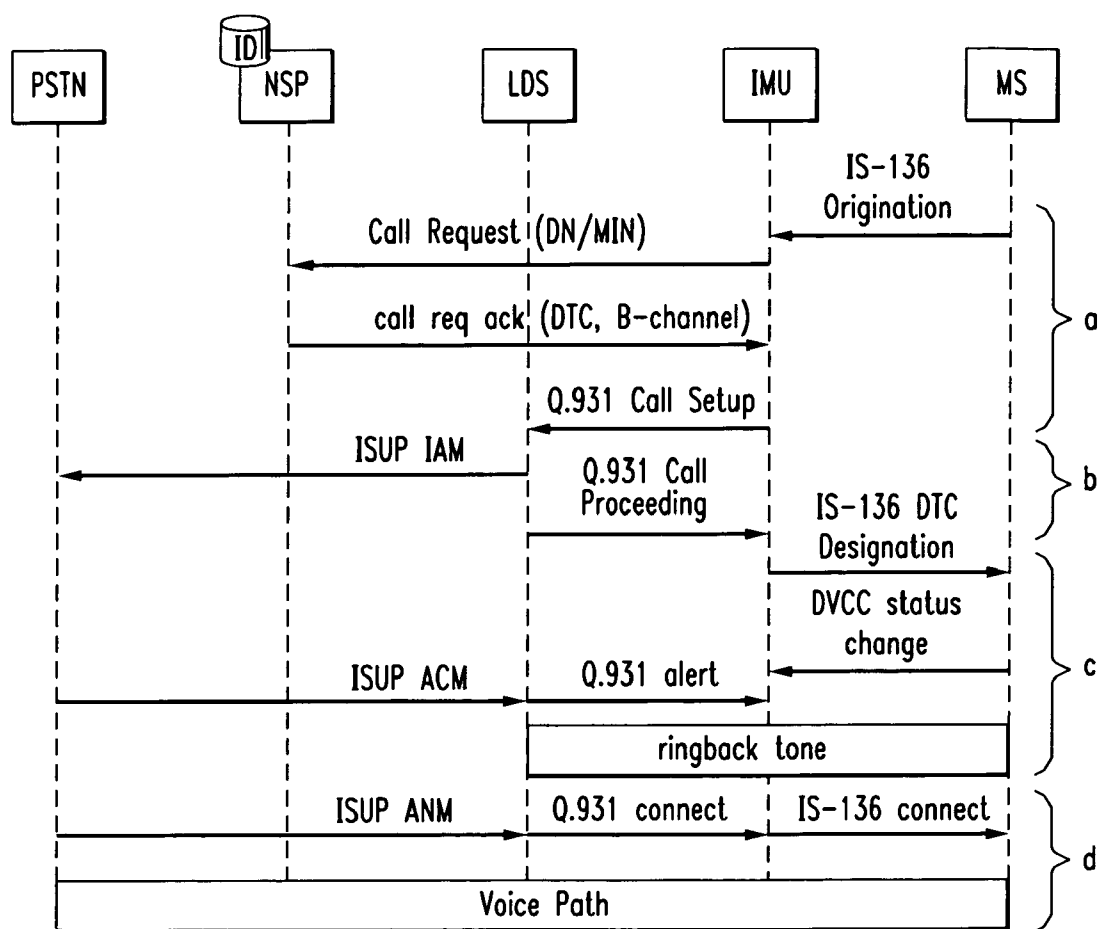 ID
PSTN
NSP
LDS
IMU
MS
IS-136
Origination
Call Request (DN/MIN)
call req ack (DTC, B-channel)
a
Q.931 Call Setup
ISUP IAM
Q.931 Call
Proceeding
b
IS-136 DTC
Designation
DVCC status
change
ISUP ACM
Q.931 alert
c
ringback tone
ISUP ANM
Q.931 connect
IS-136 connect
d
Voice Path